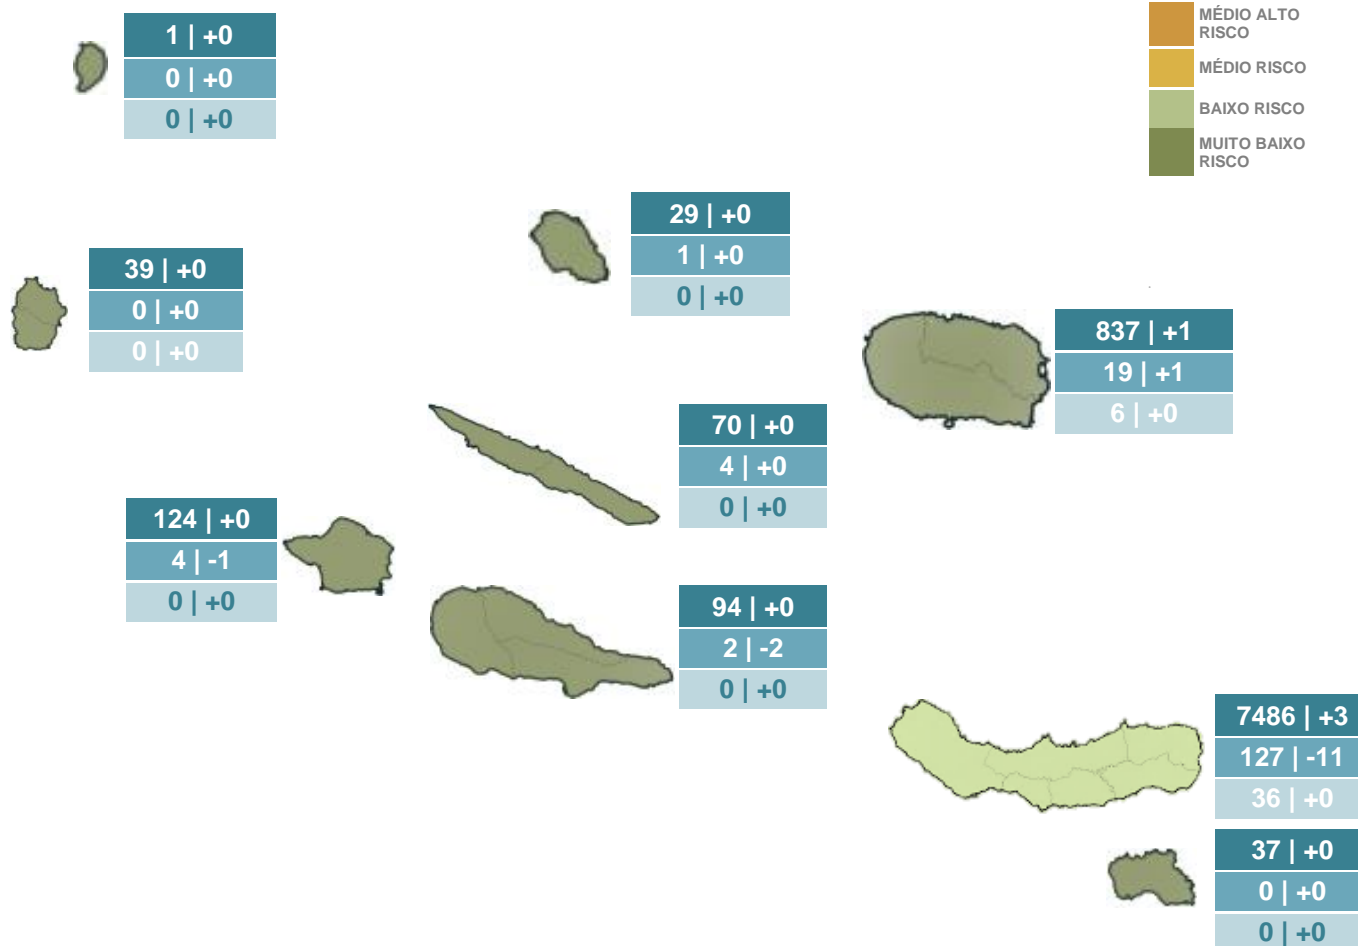 MÉDIO ALTO
RISCO
MÉDIO RISCO
BAIXO RISCO
MUITO BAIXO
RISCO
1 | +0
0 | +0
0 | +0
29 | +0
1 | +0
0 | +0
39 | +0
0 | +0
0 | +0
837 | +1
19 | +1
6 | +0
70 | +0
4 | +0
0 | +0
124 | +0
4 | -1
0 | +0
94 | +0
2 | -2
0 | +0
7486 | +3
127 | -11
36 | +0
37 | +0
0 | +0
0 | +0